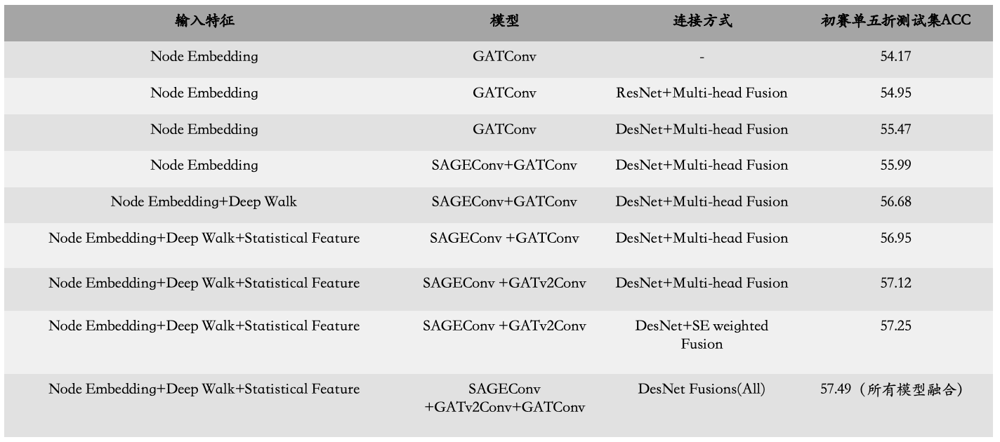 输入特征 模型 连接方式 初赛单五折测试集ACC
Node Embedding GATConv - 54.17
Node Embedding GATConv ResNet+Multi-head Fusion 54.95
Node Embedding GATConv DesNet+Multi-head Fusion 55.47
Node Embedding SAGEConv+GATConv DesNet+Multi-head Fusion 55.99
Node Embedding+Deep Walk SAGEConv+GATConv DesNet+Multi-head Fusion 56.68
Node Embedding+Deep Walk+Statistical Feature SAGEConv +GATConv DesNet+Multi-head Fusion 56.95
Node Embedding+Deep Walk+Statistical Feature SAGEConv +GATv2Conv DesNet+Multi-head Fusion 57.12
Node Embedding+Deep Walk+Statistical Feature SAGEConv +GATv2Conv DesNet+SE weighted 57.25
Fusion
Node Embedding+Deep Walk+Statistical Feature SAGEConv DesNet Fusions(All) 57.49（所有模型融合）
+GATv2Conv+GATConv